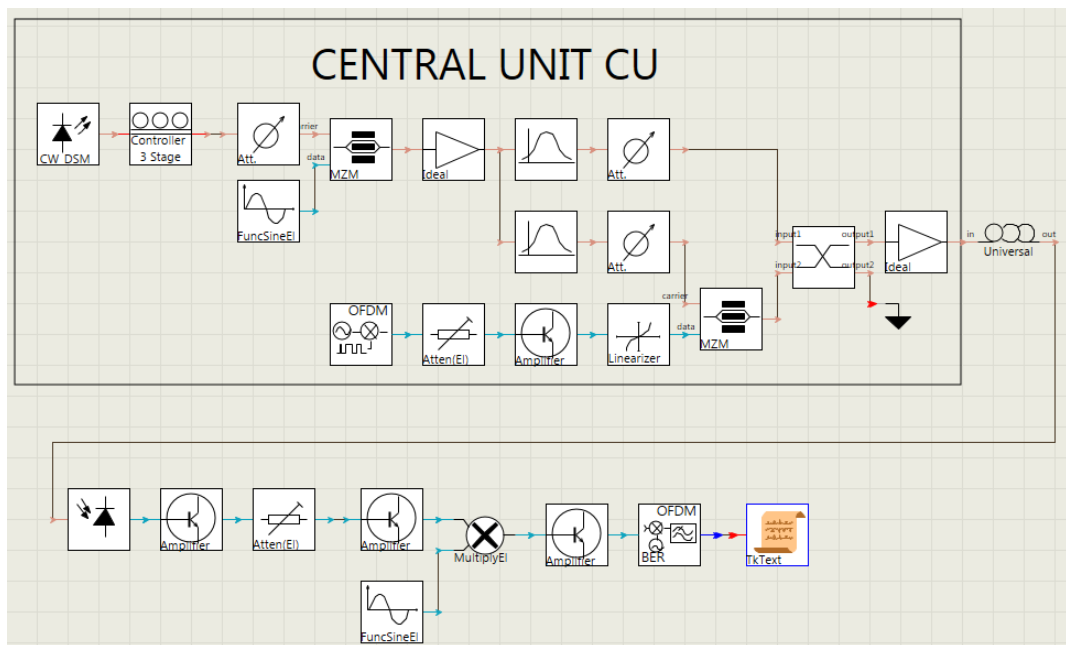 CENTRAL UNIT CU
CW_DSM
Controller
3 Stage
Att.
carrier
data
MZM
Ideal
Att.
FuncSineEl
Att.
input1
output1
input2
output2
Ideal
in
out
Universal
OFDM
Atten(El)
Amplifier
Linearizer
carrier
data
MZM
Amplifier
Atten(El)
Amplifier
MultiplyEl
FuncSineEl
Amplifier
OFDM
BER
TkText